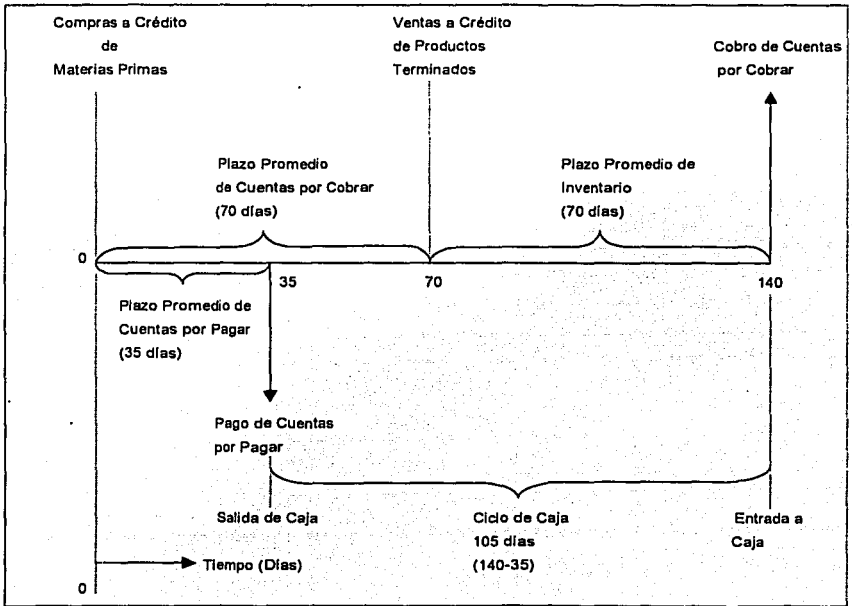 Compras a Crédito
de
Materias Primas
Ventas a Crédito
de Productos
Terminados
Cobro de Cuentas
por Cobrar
Plazo Promedio
de Cuentas por Cobrar
(70 días)
Plazo Promedio de
Inventario
(70 días)
0
35
70
140
Plazo Promedio de
Cuentas por Pagar
(35 días)
Pago de Cuentas
por Pagar
Salida de Caja
Ciclo de Caja
105 días
(140-35)
Entrada a
Caja
Tiempo (Días)
0